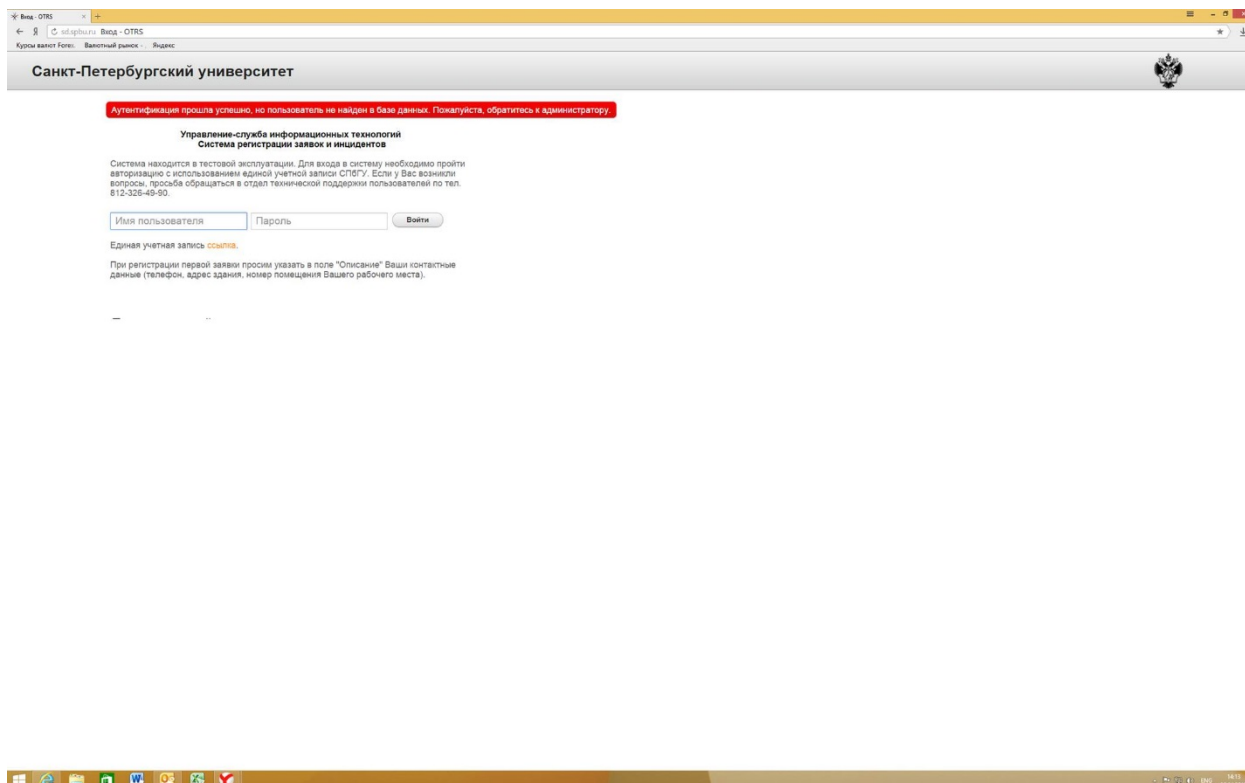 Вход - OTRS
sd.spbu.ru Вход - OTRS
Курсы валют Forex
Валютный рынок -
Яндекс
Санкт-Петербургский университет
Аутентификация прошла успешно, но пользователь не найден в базе данных. Пожалуйста, обратитесь к администратору.
Управление-служба информационных технологий
Система регистрации заявок и инцидентов
Система находится в тестовой эксплуатации. Для входа в систему необходимо пройти
авторизацию с использованием единой учетной записи СПбГУ. Если у Вас возникли
вопросы, просьба обращаться в отдел технической поддержки пользователей по тел.
812-326-49-90.
Имя пользователя
Пароль
Войти
Единая учетная запись ссылка.
При регистрации первой заявки просим указать в поле "Описание" Ваши контактные
данные (телефон, адрес здания, номер помещения Вашего рабочего места).
ENG
14:13